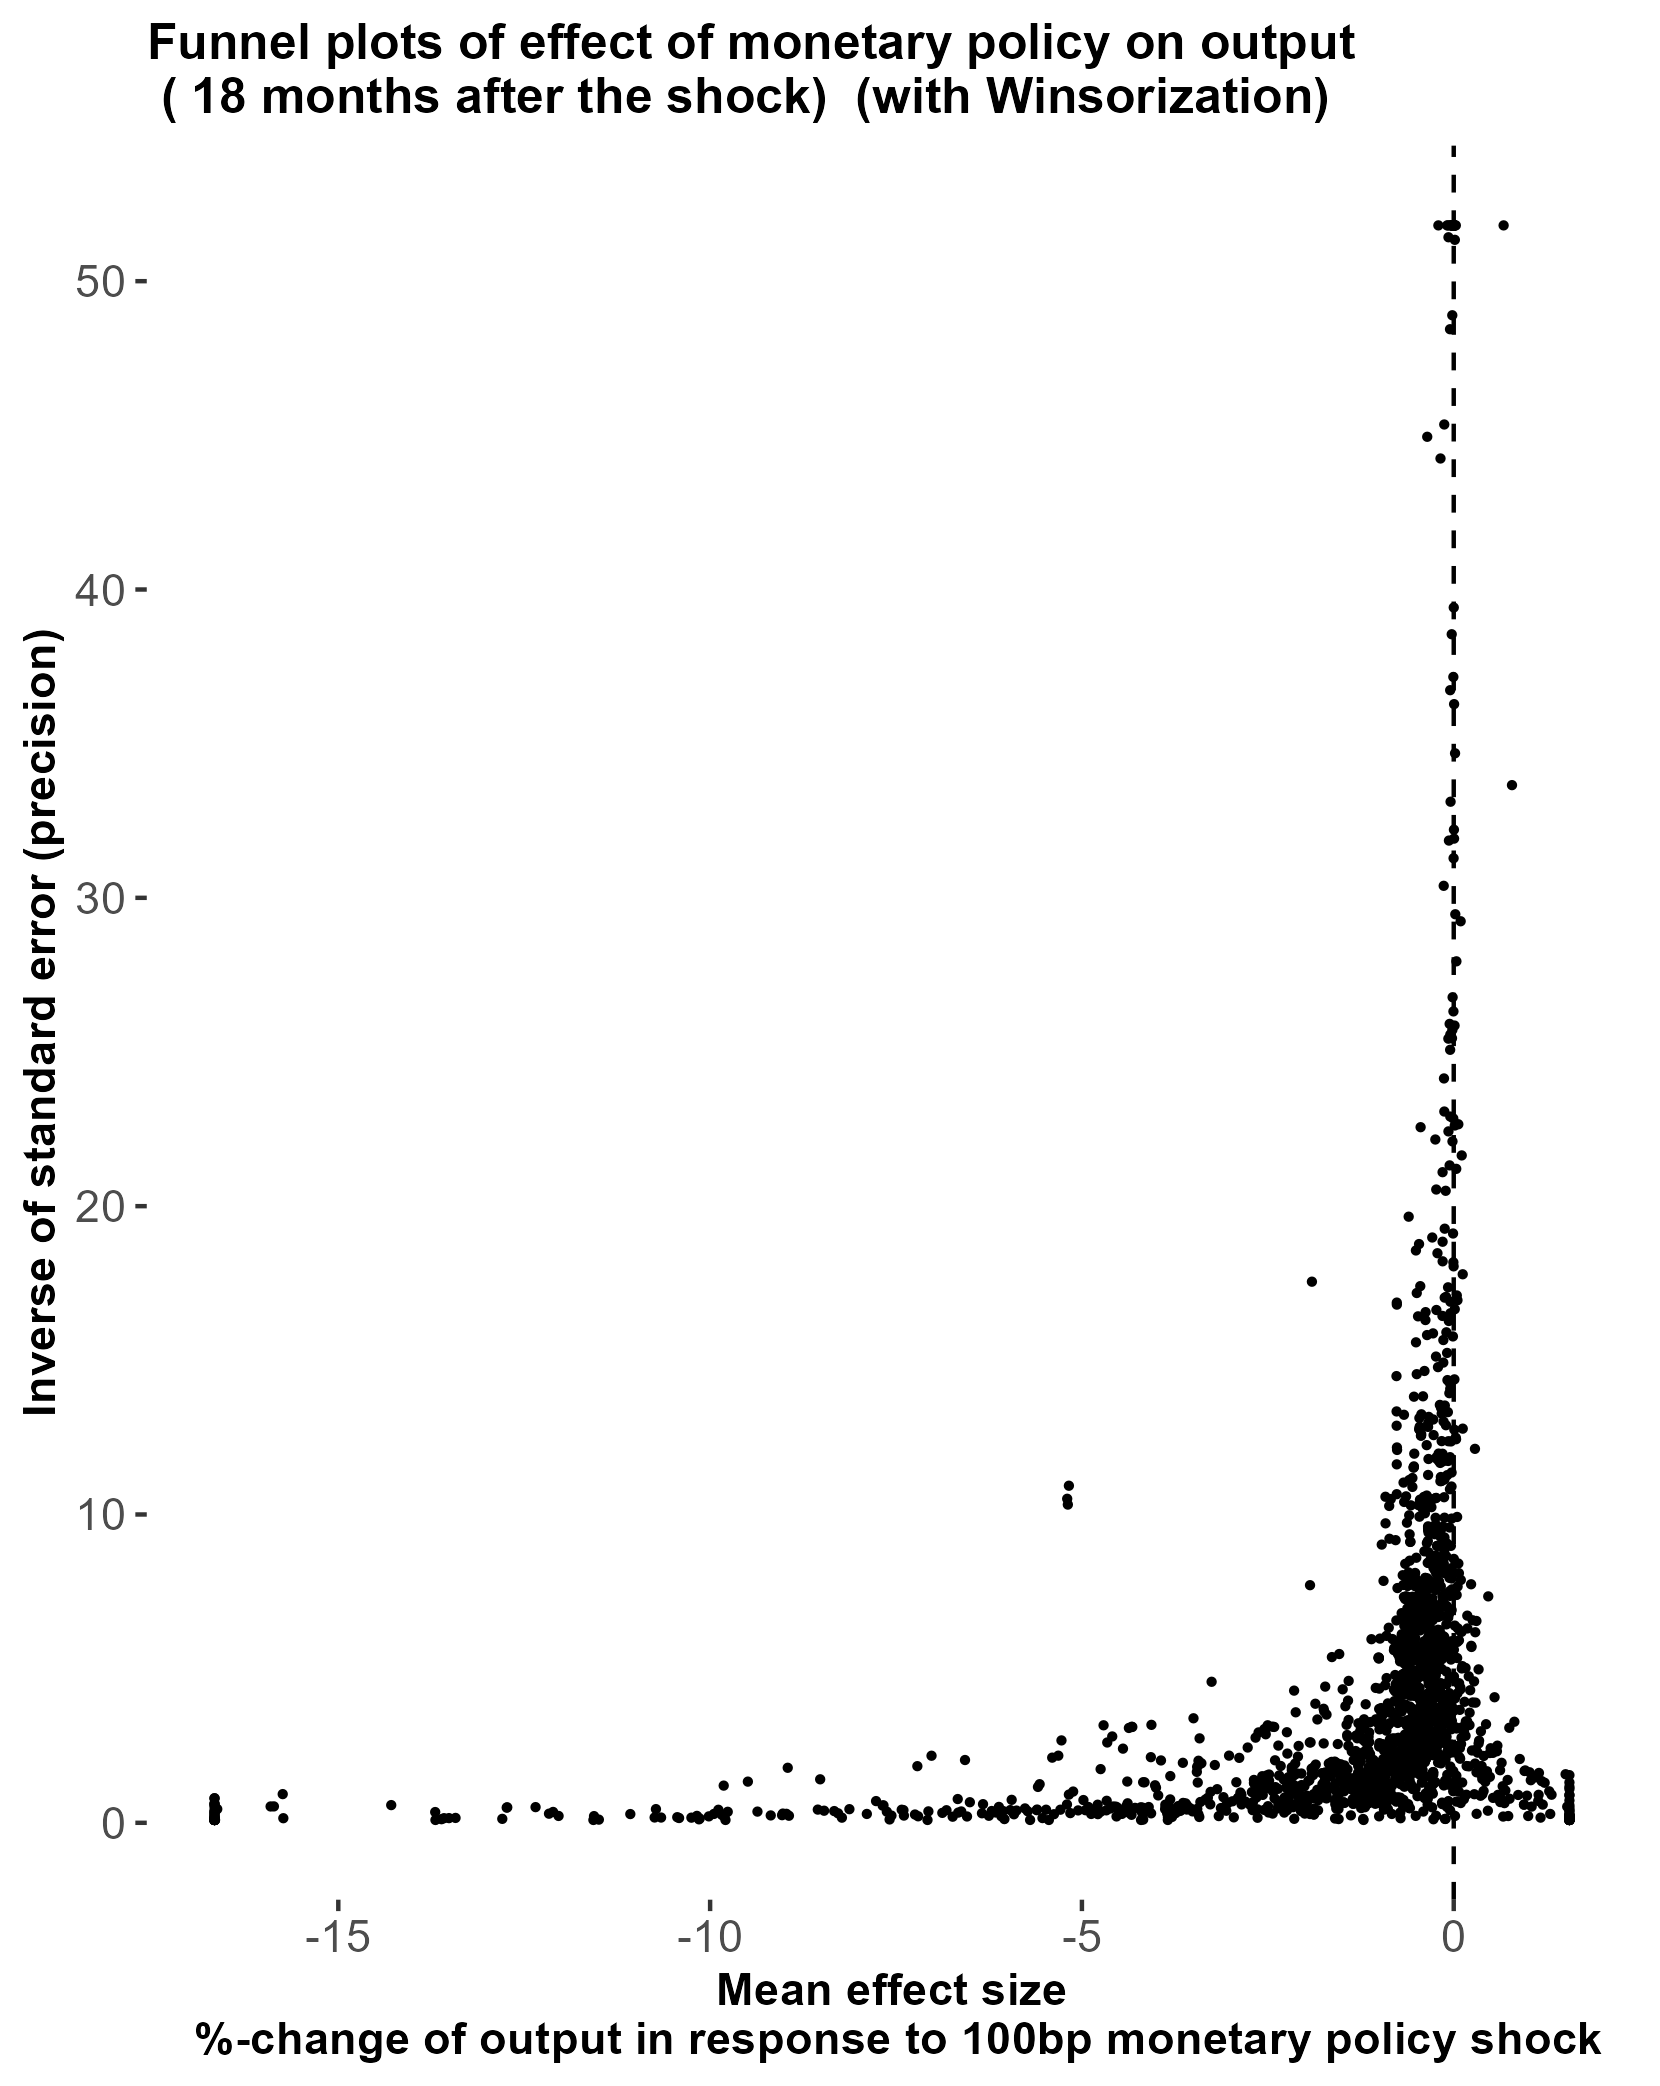 Funnel plots of effect of monetary policy on output
( 18 months after the shock)  (with Winsorization)
Inverse of standard error (precision)
50
40
30
20
10
0
-15
-10
-5
0
Mean effect size
%-change of output in response to 100bp monetary policy shock